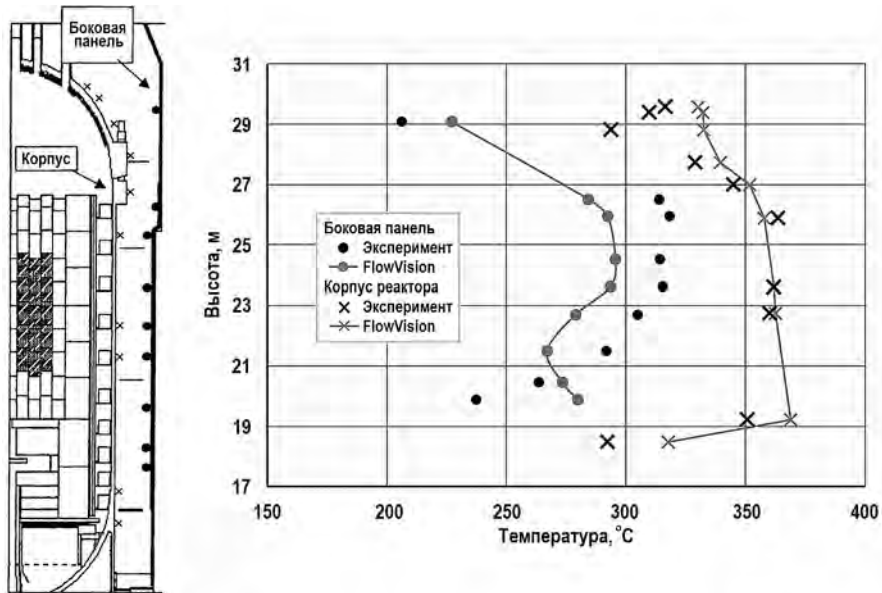 Боковая
панель
Корпус
Высота, м
31
29
27
25
23
21
19
17
150
200
250
300
350
400
Температура, °C
Боковая панель
Эксперимент
FlowVision
Корпус реактора
Эксперимент
FlowVision